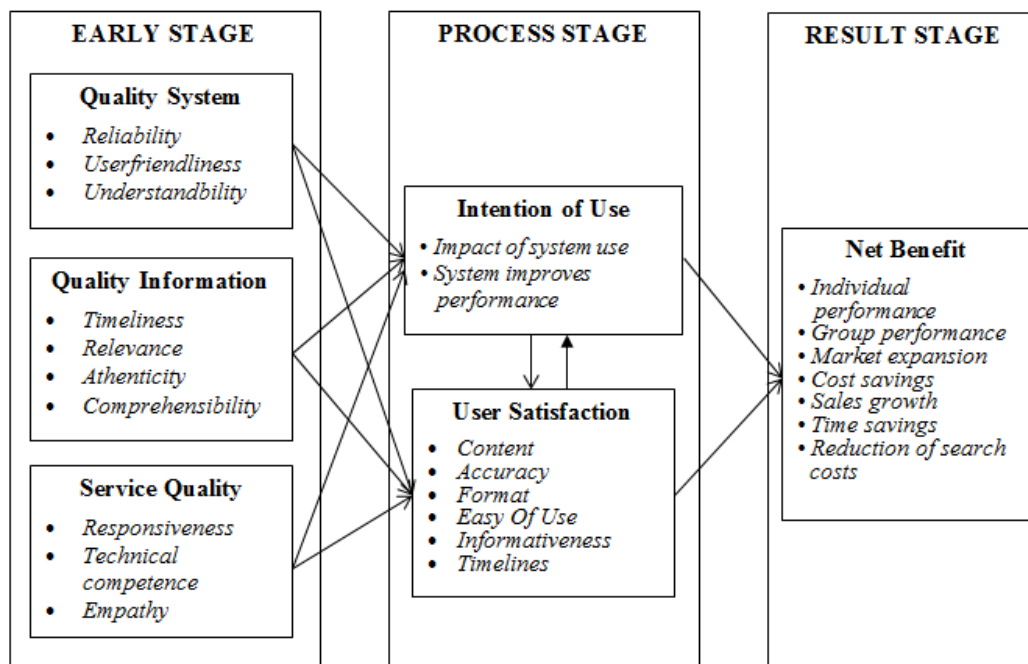 EARLY STAGE
Quality System
• Reliability
• Userfriendliness
• Understandbility
Quality Information
• Timeliness
• Relevance
• Athenticity
• Comprehensibility
Service Quality
• Responsiveness
• Technical
competence
• Empathy
PROCESS STAGE
Intention of Use
• Impact of system use
• System improves
performance
User Satisfaction
• Content
• Accuracy
• Format
• Easy Of Use
• Informativeness
• Timelines
RESULT STAGE
Net Benefit
• Individual
performance
• Group performance
• Market expansion
• Cost savings
• Sales growth
• Time savings
• Reduction of search
costs